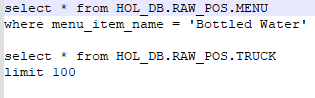 select * from HOL_DB.RAW_POS.MENU
where menu_item_name = 'Bottled Water'
select * from HOL_DB.RAW_POS.TRUCK
limit 100